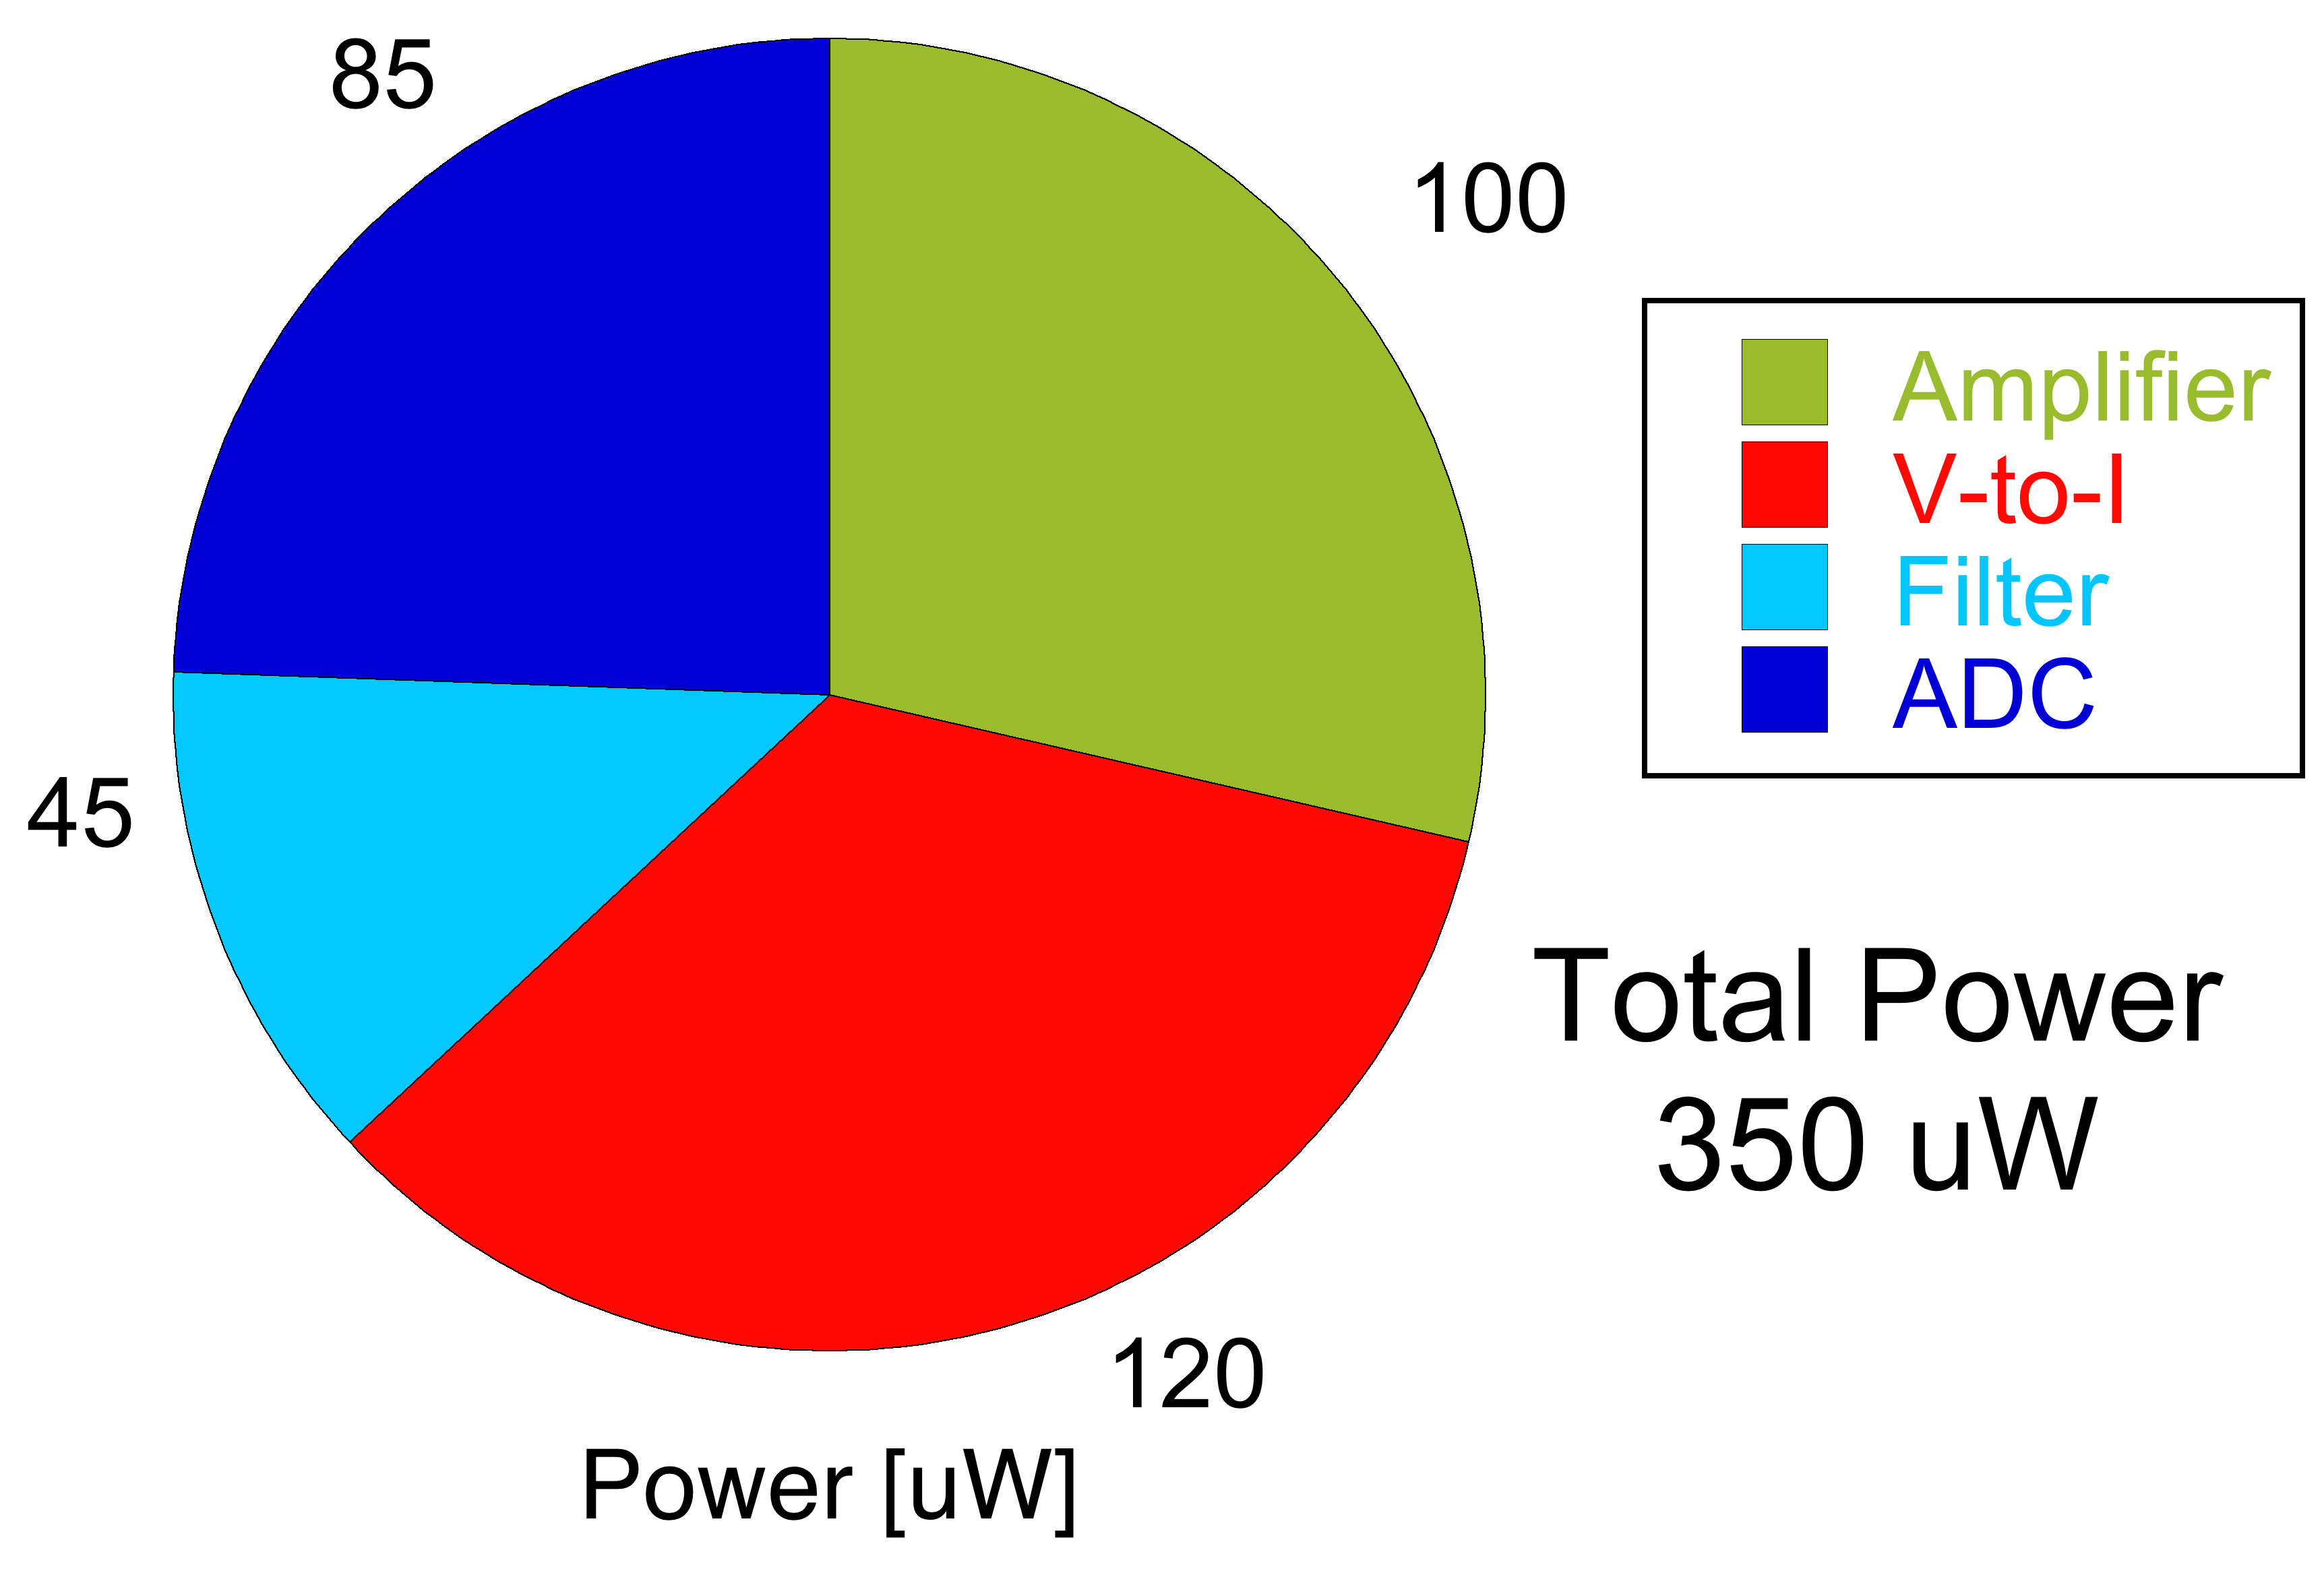 85
100
Amplifier
V-to-I
Filter
ADC
45
Total Power
350 uW
120
Power [uW]